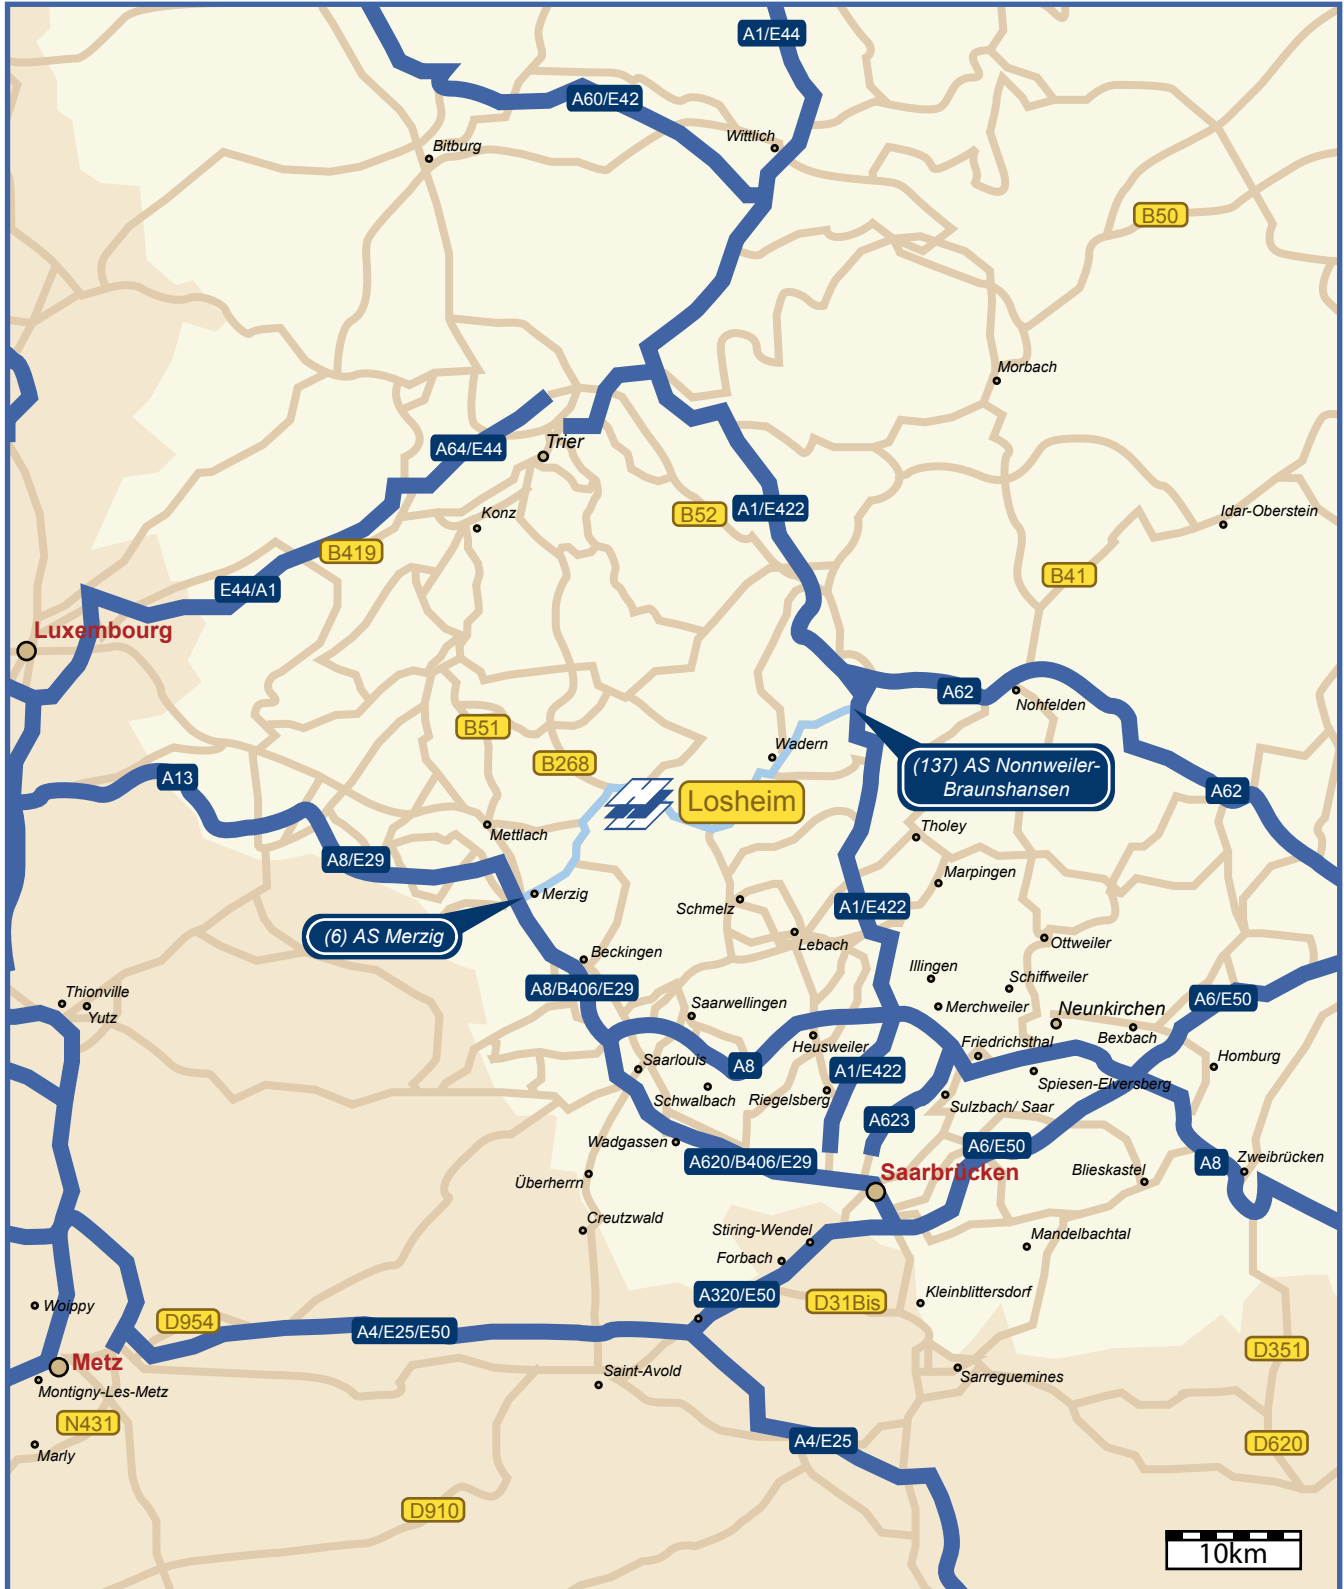 A1/E44
A60/E42
Wittlich
Bitburg
B50
Morbach
A64/E44
Trier
Konz
B52
A1/E422
Idar-Oberstein
B419
B41
E44/A1
Luxembourg
A62
Nohfelden
B51
Wadern
B268
(137) AS Nonnweiler-
Braunshansen
A13
A62
Losheim
Mettlach
Tholey
A8/E29
Marpingen
Merzig
Schmelz
A1/E422
(6) AS Merzig
Lebach
Ottweiler
Beckingen
Illingen
Schiffweiler
A8/B406/E29
Thionville
Yutz
Saarwellingen
Merchweiler
Neunkirchen
A6/E50
Bexbach
Heusweiler
Friedrichsthal
Homburg
Saarlouis
A8
A1/E422
Spiesen-Elversberg
Schwalbach
Riegelsberg
Sulzbach/ Saar
A623
Wadgassen
A620/B406/E29
A6/E50
Saarbrücken
Blieskastel
A8
Zweibrücken
Überherrn
Creutzwald
Stiring-Wendel
Mandelbachtal
Forbach
A320/E50
D31Bis
Kleinblittersdorf
Woippy
D954
A4/E25/E50
D351
Metz
Saint-Avold
Sarreguemines
Montigny-Les-Metz
N431
Marly
A4/E25
D620
D910
10km